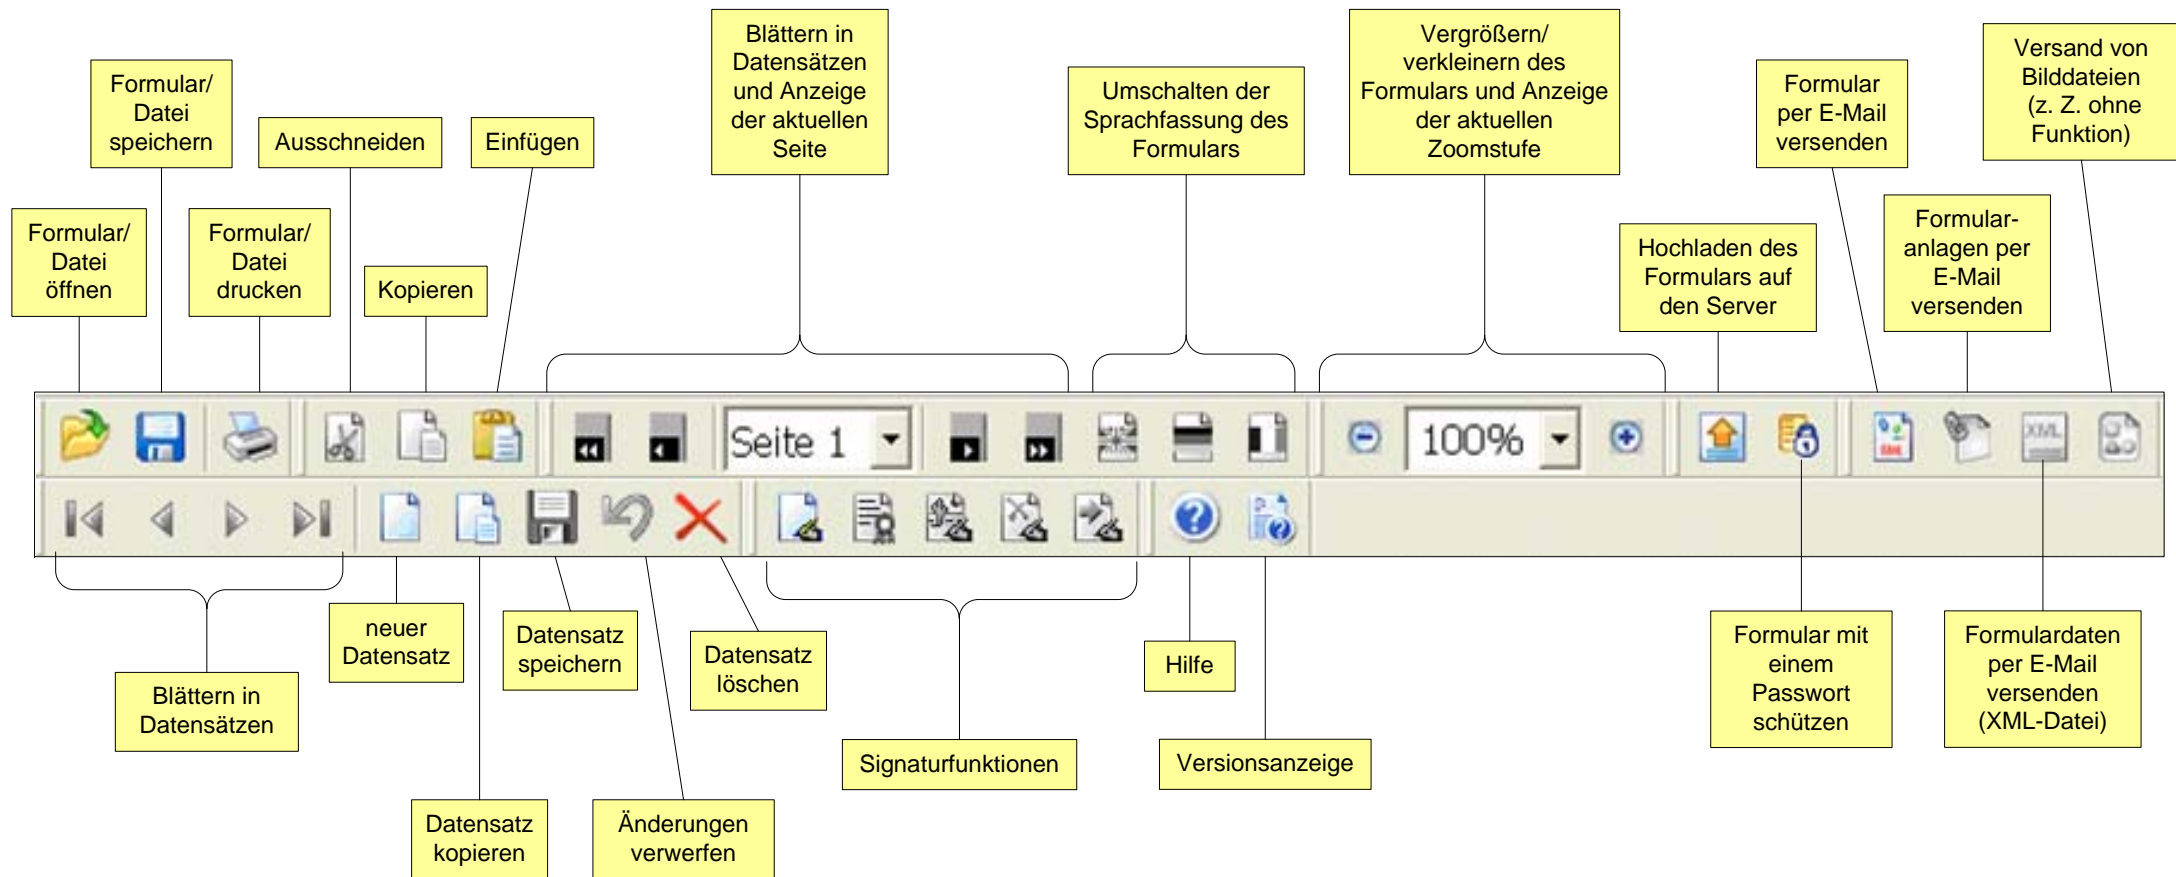 Formular/
Datei
öffnen
Formular/
Datei
speichern
Formular/
Datei
drucken
Ausschneiden
Kopieren
Einfügen
Blättern in
Datensätzen
und Anzeige
der aktuellen
Seite
Umschalten der
Sprachfassung des
Formulars
Vergrößern/
verkleinern des
Formulars und Anzeige
der aktuellen
Zoomstufe
Hochladen des
Formulars auf
den Server
Formular
per E-Mail
versenden
Formular-
anlagen per
E-Mail
versenden
Versand von
Bilddateien
(z. Z. ohne
Funktion)
Seite 1
100%
XML
Blättern in
Datensätzen
neuer
Datensatz
Datensatz
kopieren
Datensatz
speichern
Änderungen
verwerfen
Datensatz
löschen
Signaturfunktionen
Hilfe
Versionsanzeige
Formular mit
einem
Passwort
schützen
Formulardaten
per E-Mail
versenden
(XML-Datei)